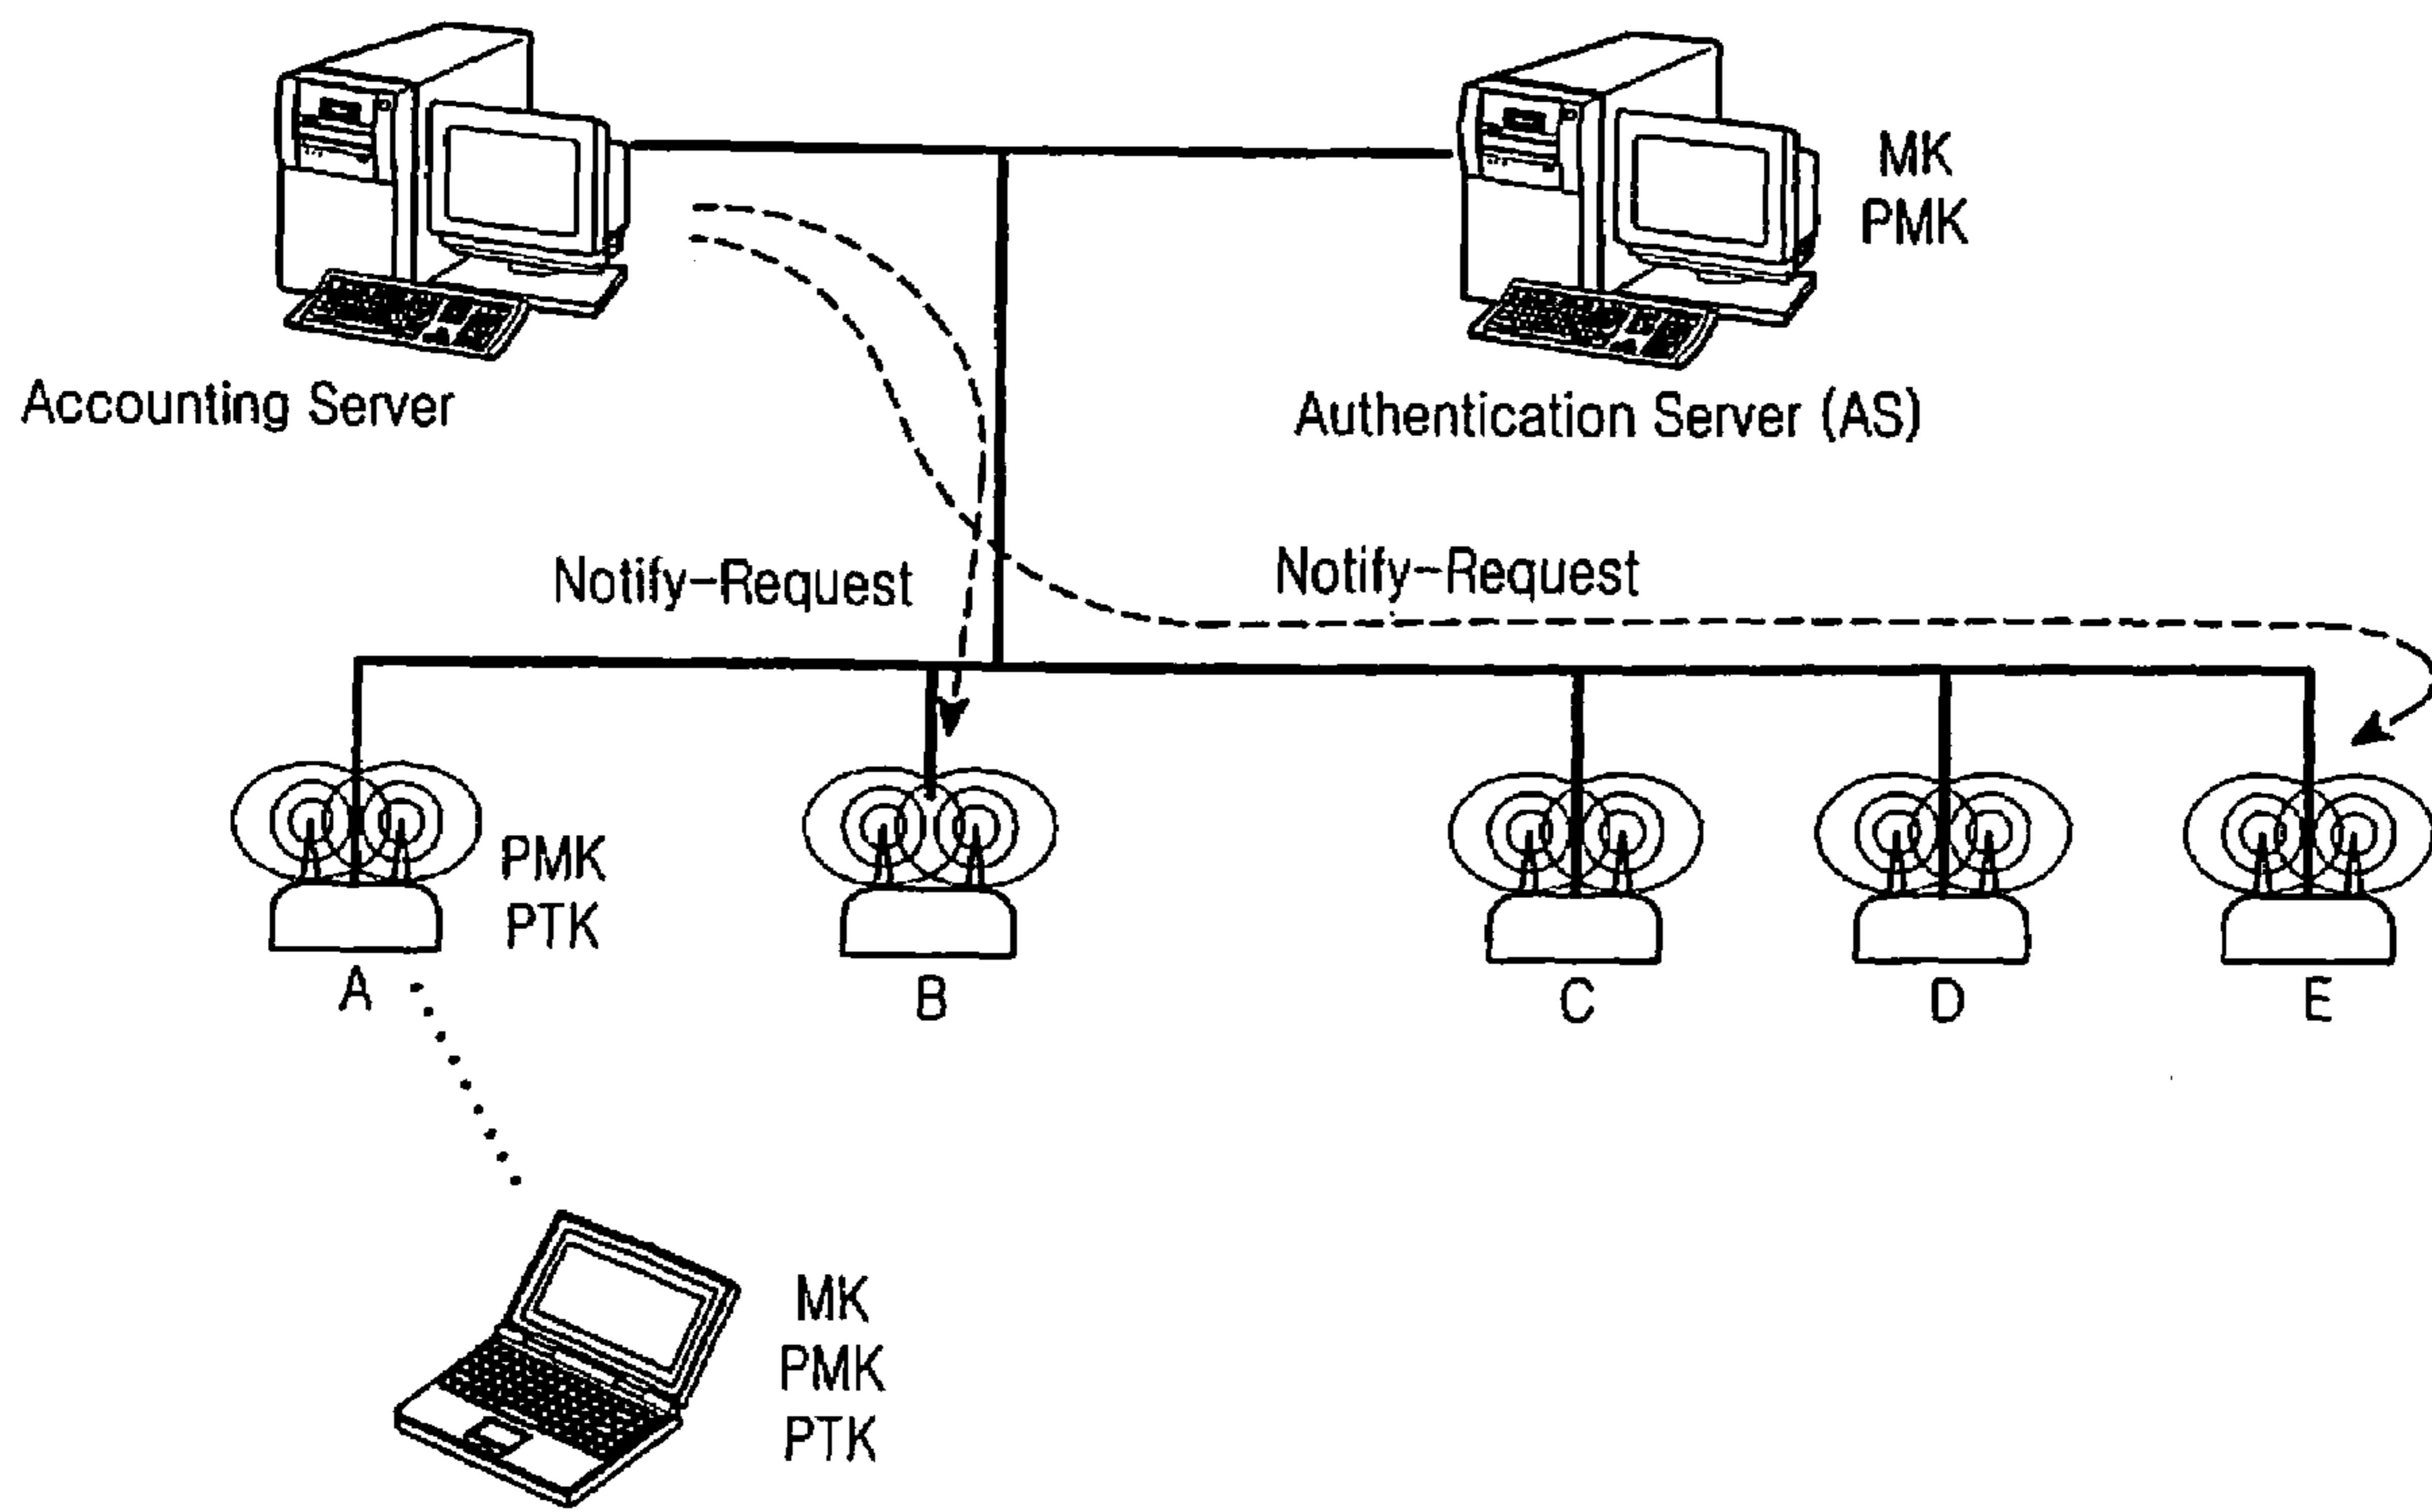 MK
PMK
Accounting Server
Authentication Server (AS)
Notify-Request
Notify-Request
PMK
PTK
A
B
C
D
E
MK
PMK
PTK